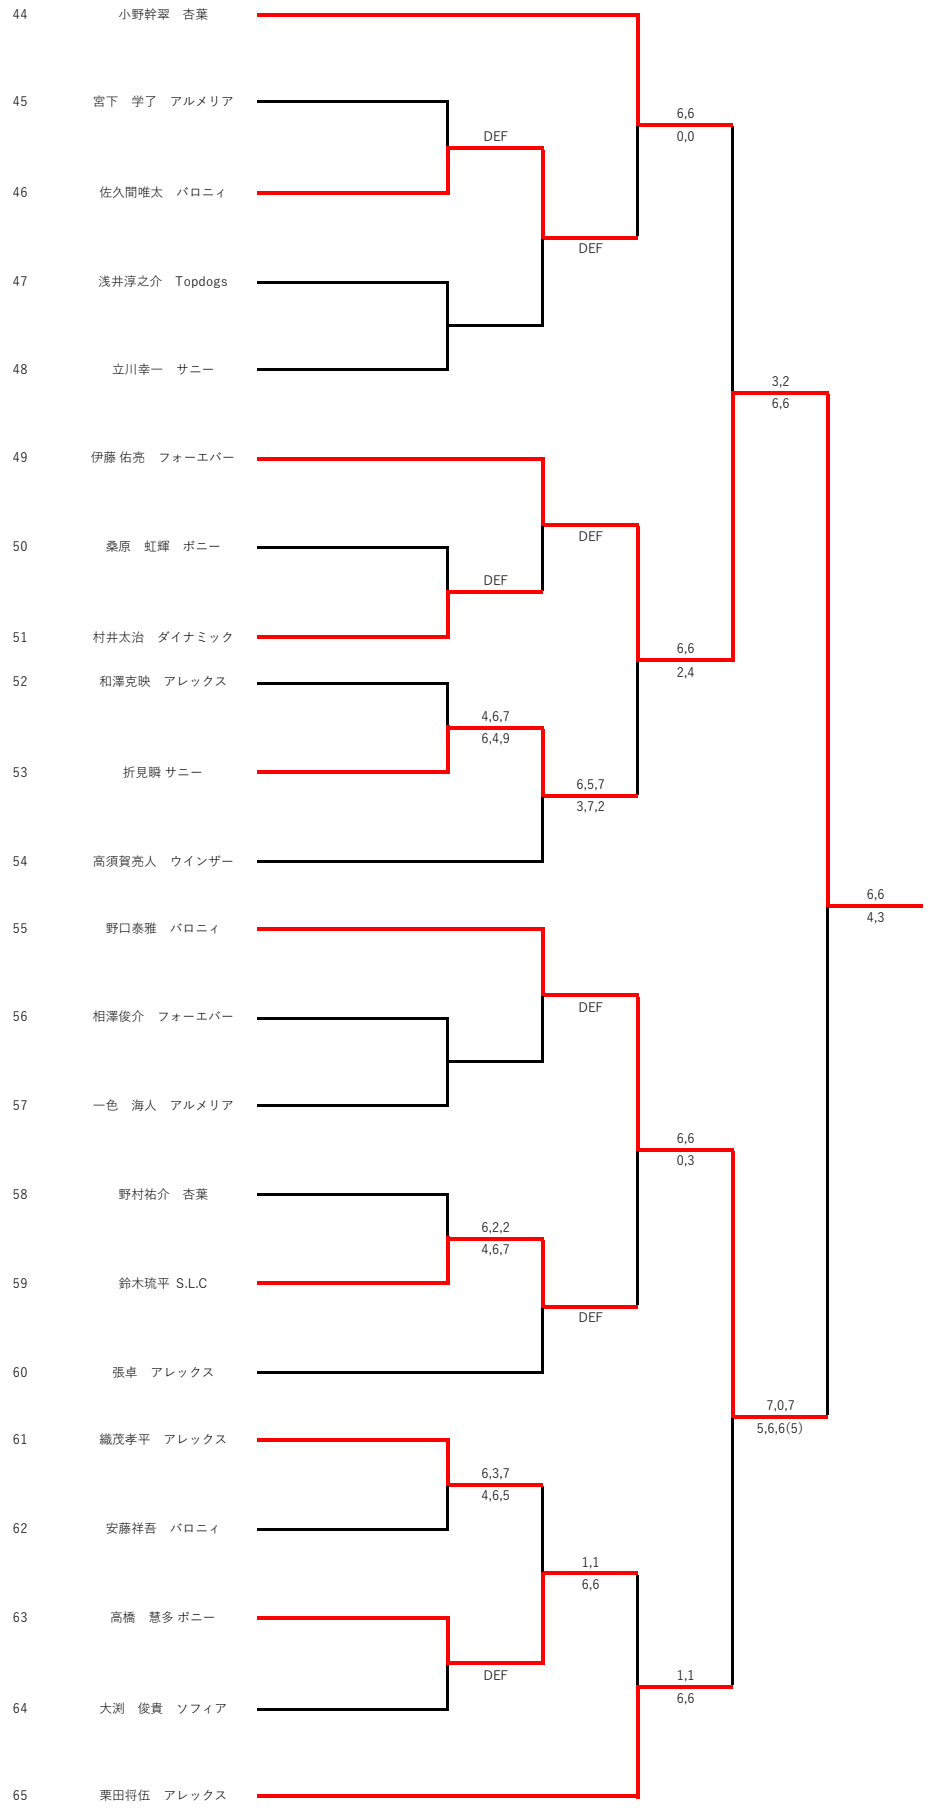 44 小野幹翠　杏葉
45 宮下　学了　アルメリア
6,6
0,0
DEF
46 佐久間唯太　バロニィ
DEF
47 浅井淳之介　Topdogs
48 立川幸一　サニー
3,2
6,6
49 伊藤 佑亮　フォーエバー
DEF
50 桑原　虹輝　ポニー
DEF
51 村井太治　ダイナミック
6,6
2,4
52 和澤克映　アレックス
4,6,7
6,4,9
53 折見瞬 サニー
6,5,7
3,7,2
54 高須賀亮人　ウインザー
6,6
4,3
55 野口泰雅　バロニィ
DEF
56 相澤俊介　フォーエバー
57 一色　海人　アルメリア
6,6
0,3
58 野村祐介　杏葉
6,2,2
4,6,7
59 鈴木琉平 S.L.C
DEF
60 張卓　アレックス
7,0,7
5,6,6(5)
61 織茂孝平　アレックス
6,3,7
4,6,5
62 安藤祥吾　バロニィ
1,1
6,6
63 高橋　慧多 ポニー
DEF
1,1
6,6
64 大渕　俊貴　ソフィア
65 栗田将伍　アレックス